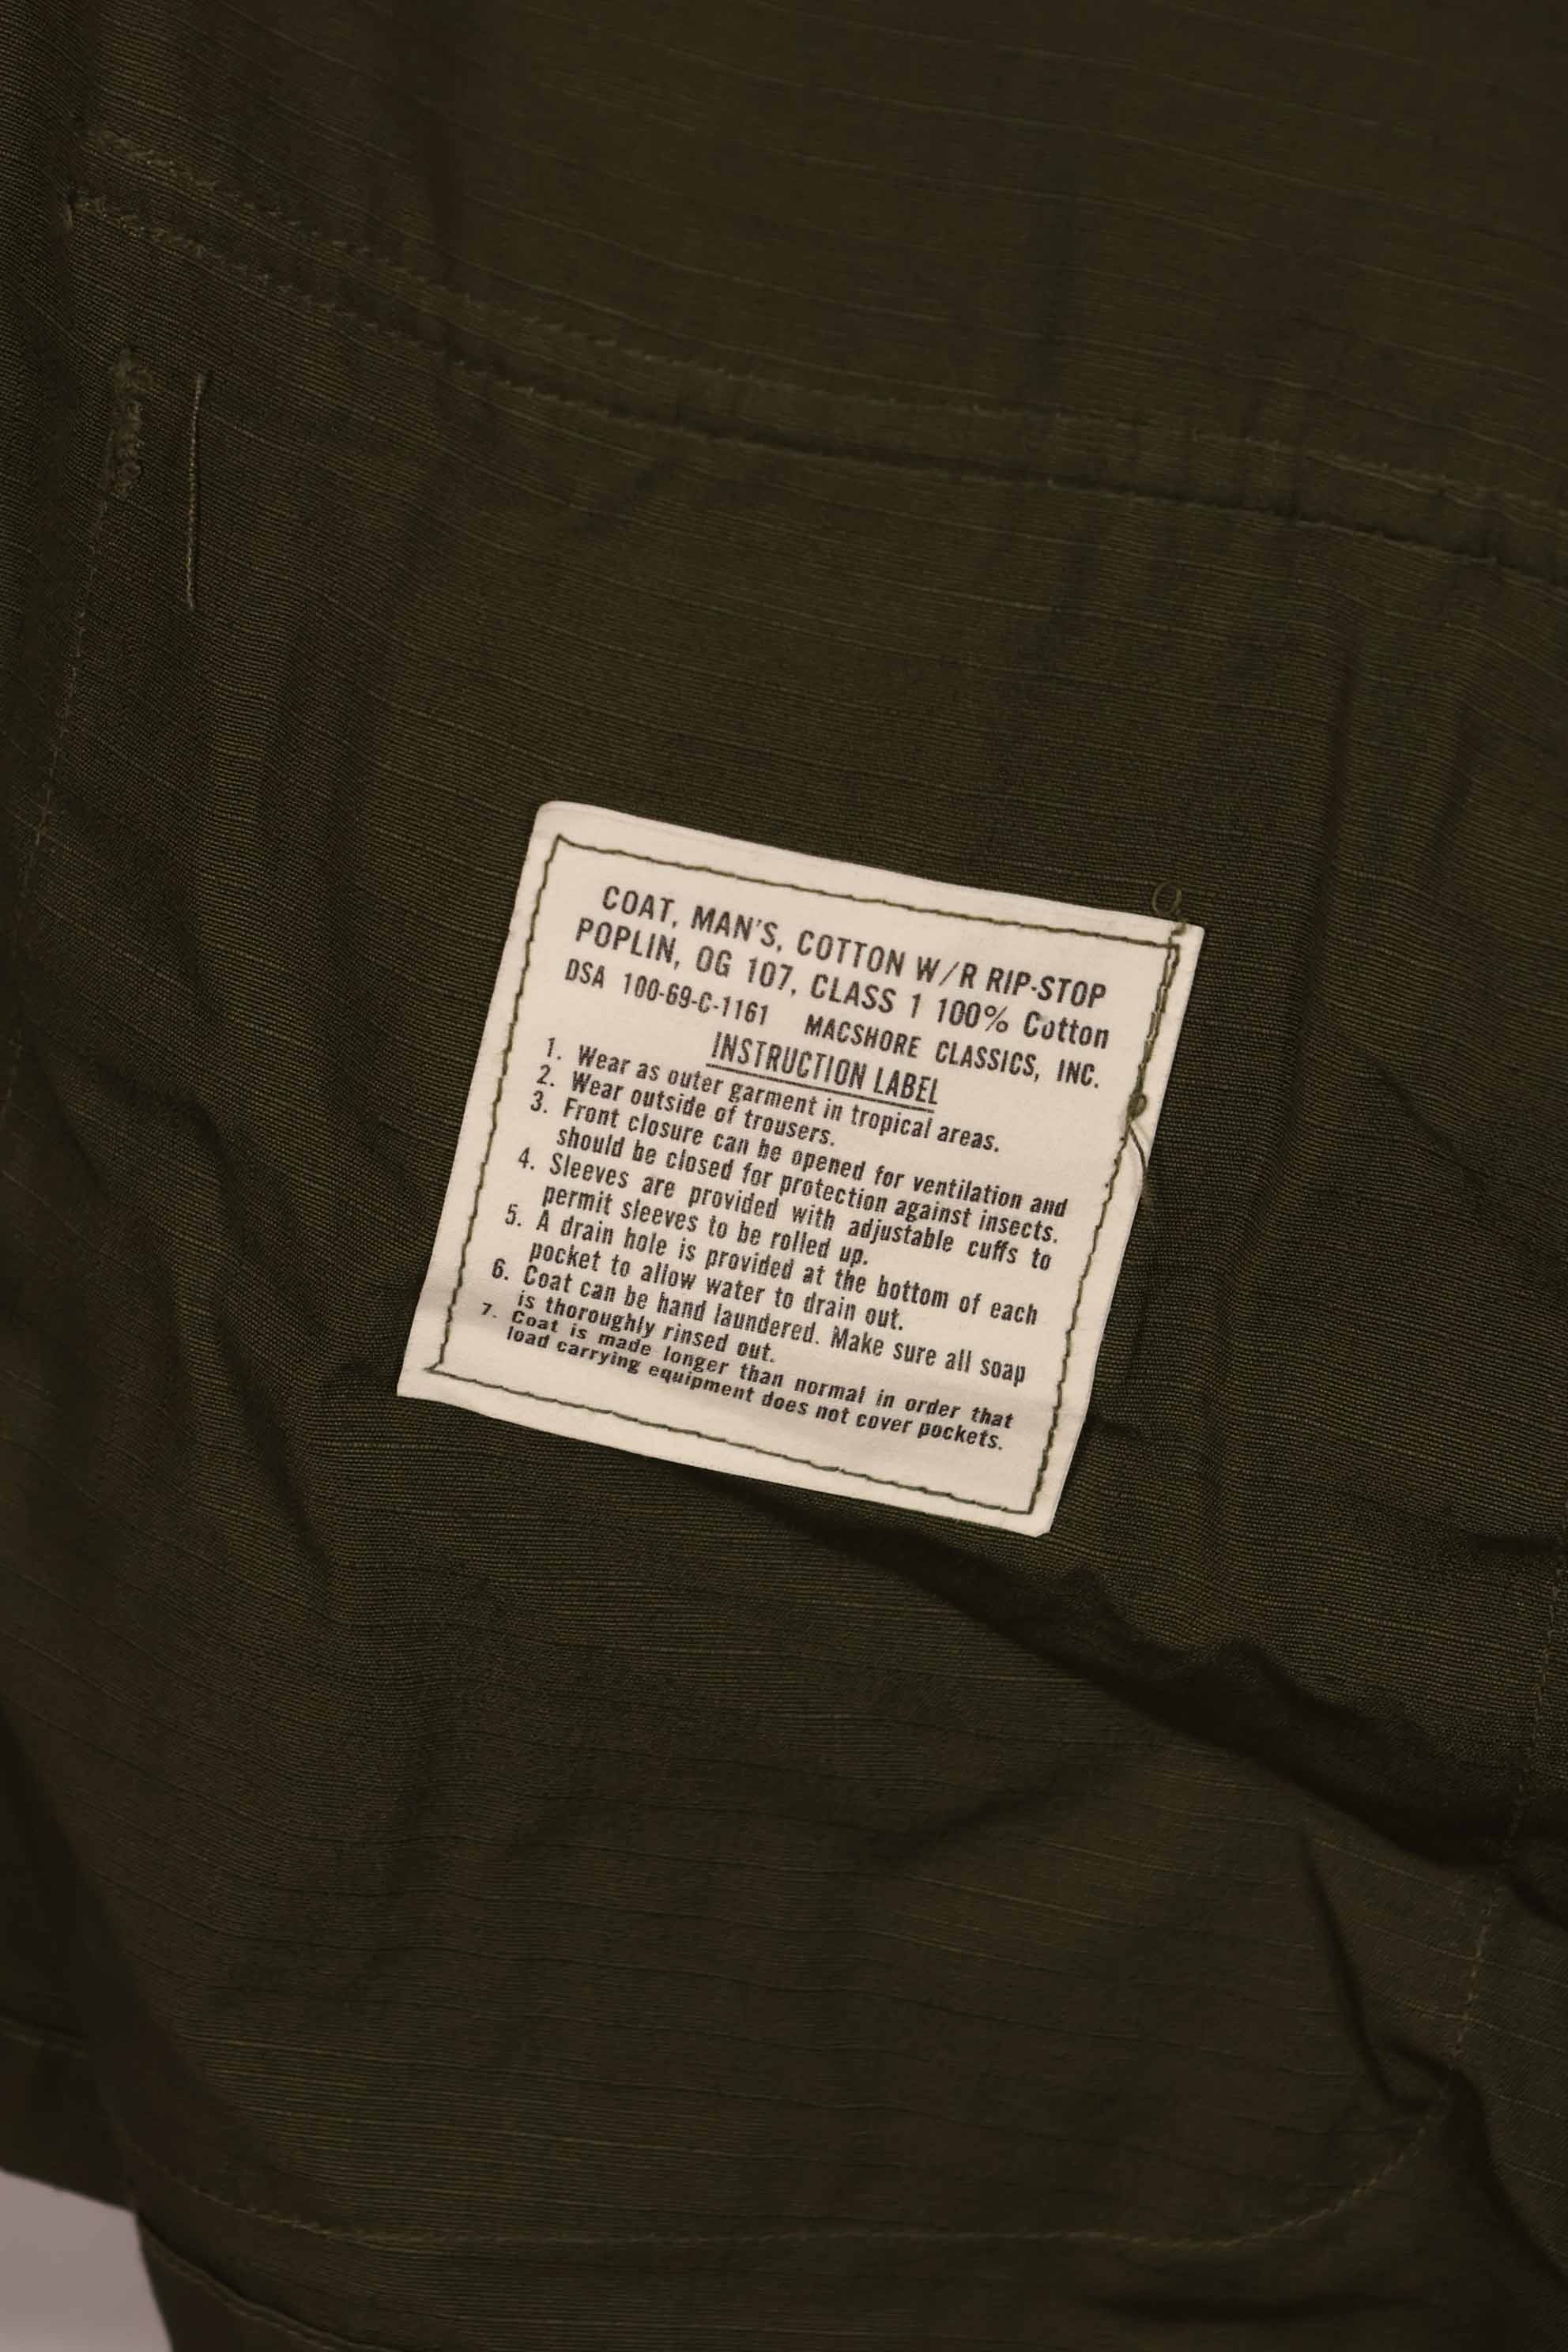 COAT, MAN'S, COTTON W/R RIP-STOP
POPLIN, OG 107, CLASS 1 100% Cotton
DSA 100-69-C-1161 MACSHORE CLASSICS, INC.
INSTRUCTION LABEL
1. Wear as outer garment in tropical areas.
2. Wear outside of trousers.
3. Front closure can be opened for ventilation and
should be closed for protection against insects.
4. Sleeves are provided with adjustable cuffs to
permit sleeves to be rolled up.
5. A drain hole is provided at the bottom of each
pocket to allow water to drain out.
6. Coat can be hand laundered. Make sure all soap
is thoroughly rinsed out.
7. Coat is made longer than normal in order that
load carrying equipment does not cover pockets.